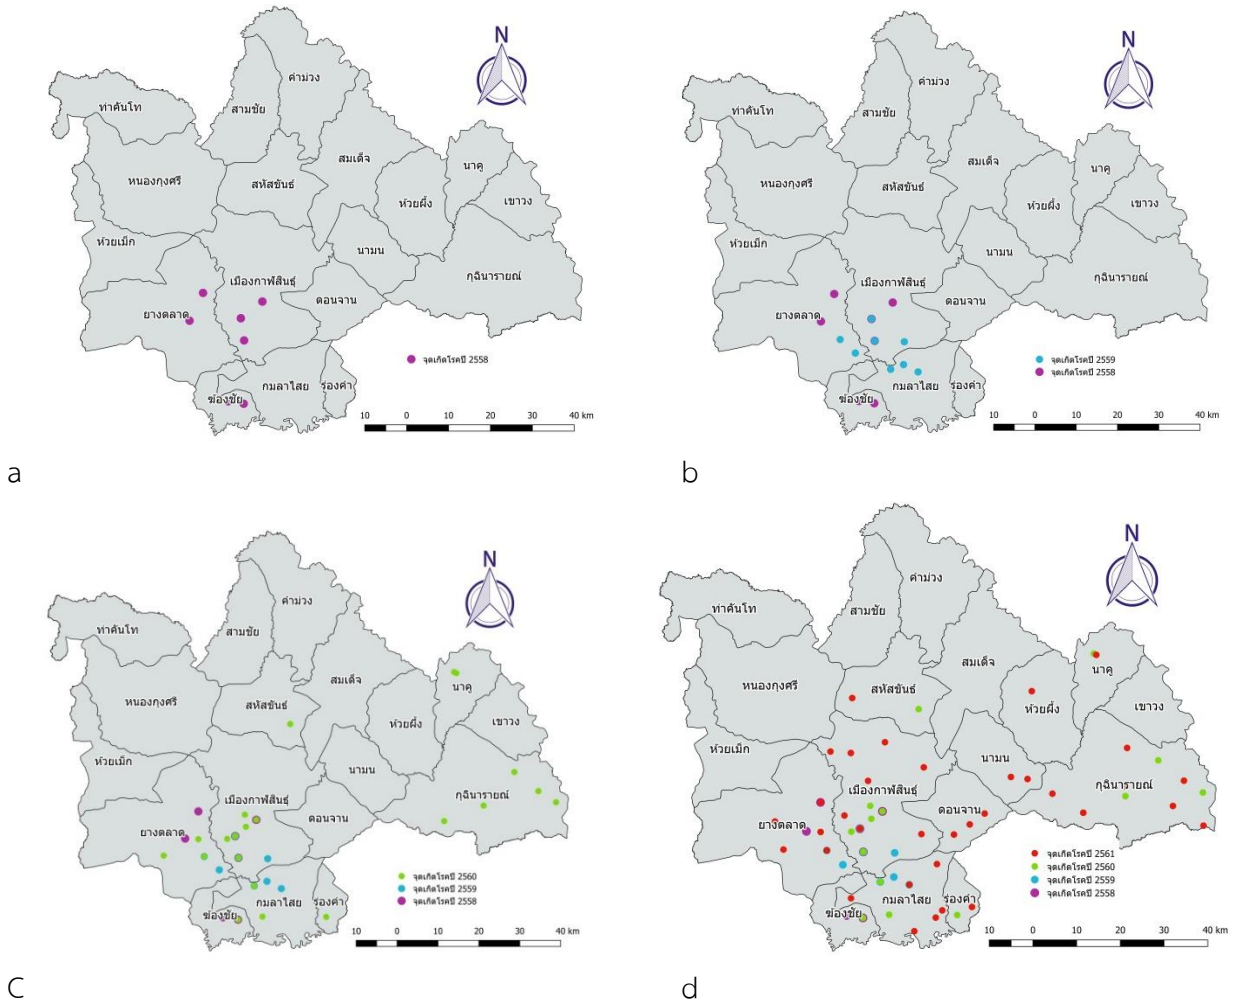 N
ท่าคันโท
คำม่วง
สามชัย
สมเด็จ
นาคู
หนองกุงศรี
สหัสขันธ์
ห้วยผึ้ง
เขาวง
ห้วยเม็ก
นามน
กุฉินารายณ์
เมืองกาฬสินธุ์
ดอนจาน
ยางตลาด
จุดเกิดโรคปี 2558
กมลาไสย
ร่องคำ
ฆ้องชัย
10 0 10 20 30 40 km
a
N
คำม่วง
ท่าคันโท
สามชัย
สมเด็จ
นาคู
หนองกุงศรี
สหัสขันธ์
ห้วยผึ้ง
เขาวง
ห้วยเม็ก
นามน
กุฉินารายณ์
เมืองกาฬสินธุ์
ดอนจาน
ยางตลาด
จุดเกิดโรคปี 2559
จุดเกิดโรคปี 2558
กมลาไสย
ร่องคำ
ฆ้องชัย
10 0 10 20 30 40 km
b
N
คำม่วง
ท่าคันโท
สามชัย
สมเด็จ
นาคู
หนองกุงศรี
สหัสขันธ์
ห้วยผึ้ง
เขาวง
ห้วยเม็ก
นามน
กุฉินารายณ์
เมืองกาฬสินธุ์
ดอนจาน
ยางตลาด
จุดเกิดโรคปี 2560
จุดเกิดโรคปี 2559
จุดเกิดโรคปี 2558
กมลาไสย
ร่องคำ
ฆ้องชัย
10 0 10 20 30 40 km
C
N
คำม่วง
ท่าคันโท
สามชัย
สมเด็จ
นาคู
หนองกุงศรี
สหัสขันธ์
ห้วยผึ้ง
เขาวง
ห้วยเม็ก
นามน
กุฉินารายณ์
เมืองกาฬสินธุ์
ดอนจาน
ยางตลาด
จุดเกิดโรคปี 2561
จุดเกิดโรคปี 2560
จุดเกิดโรคปี 2559
จุดเกิดโรคปี 2558
กมลาไสย
ร่องคำ
ฆ้องชัย
10 0 10 20 30 40 km
d